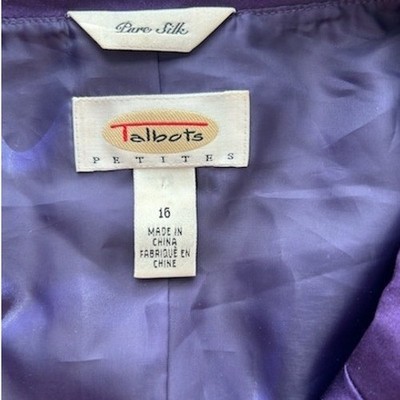 Pure Silk
Talbots
PETITES
16
MADE IN
CHINA
FABRIQUÉ EN
CHINE